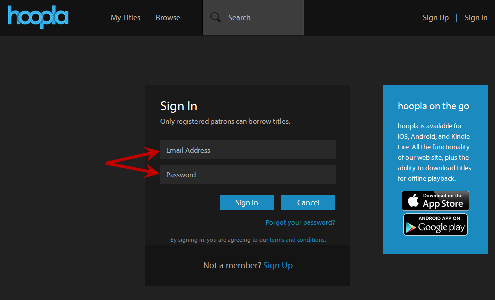 hoopla
My Titles
Browse
Search
Sign Up | Sign In
Sign In
Only registered patrons can borrow titles.
Email Address
Password
Sign In
Cancel
Forgot your password?
By signing in, you are agreeing to our terms and conditions.
Not a member? Sign Up
hoopla on the go
hoopla is available for
iOS, Android, and Kindle
Fire. All the functionality
of our web site, plus the
ability to download titles
for offline playback.
Download on the
App Store
ANDROID APP ON
Google play